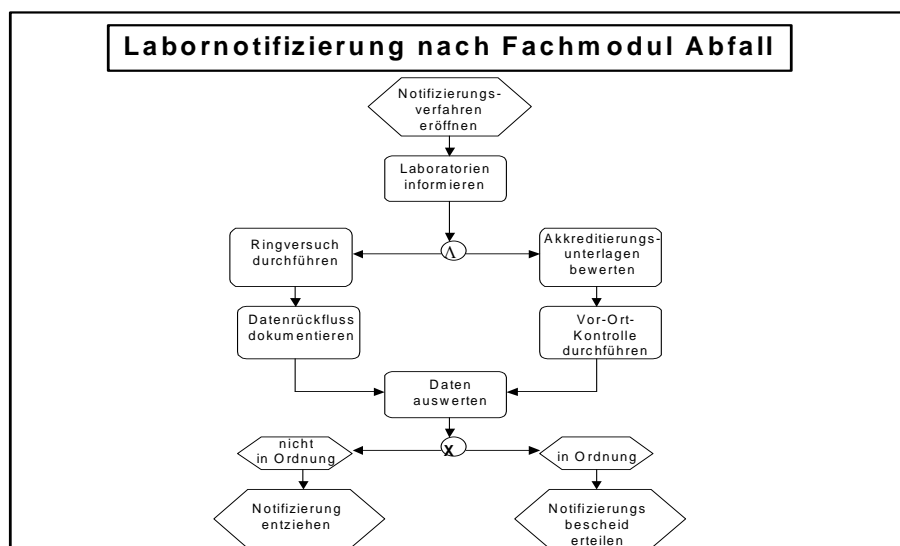 Labornotifizierung nach Fachmodul Abfall
Notifizierungs-
verfahren
eröffnen
Laboratorien
informieren
Λ
Ringversuch
durchführen
Akkreditierungs-
unterlagen
bewerten
Datenrückfluss
dokumentieren
Vor-Ort-
Kontrolle
durchführen
Daten
auswerten
X
nicht
in Ordnung
in Ordnung
Notifizierung
entziehen
Notifizierungs
bescheid
erteilen